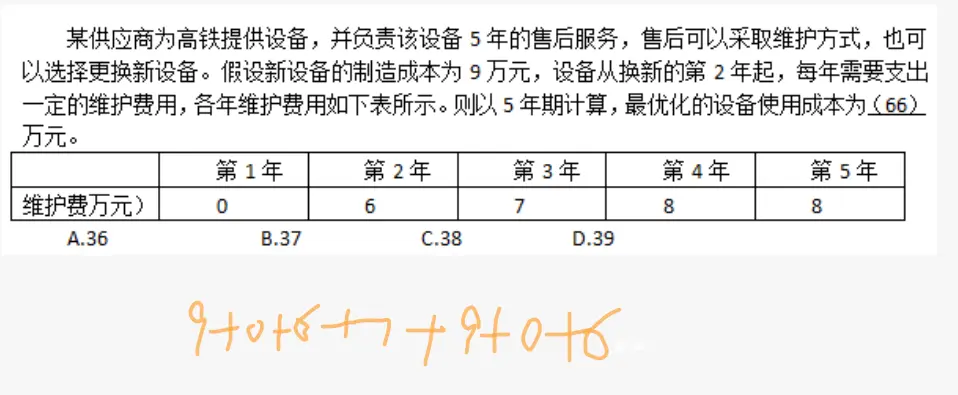 某供应商为高铁提供设备，并负责该设备 5 年的售后服务，售后可以采取维护方式，也可
以选择更换新设备。假设新设备的制造成本为 9 万元，设备从换新的第 2 年起，每年需要支出
一定的维护费用，各年维护费用如下表所示。则以 5 年期计算，最优化的设备使用成本为(66)
万元。
第 1 年 第 2 年 第 3 年 第 4 年 第 5 年
维护费万元） 0 6 7 8 8
A.36 B.37 C.38 D.39
9+0+6+7+9+0+6